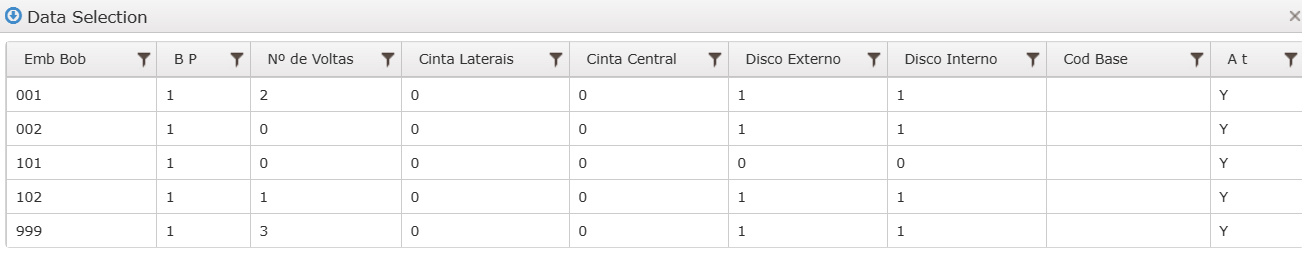 Data Selection
Emb Bob B P Nº de Voltas Cinta Laterais Cinta Central Disco Externo Disco Interno Cod Base A t
001 1 2 0 0 1 1 Y
002 1 0 0 0 1 1 Y
101 1 0 0 0 0 0 Y
102 1 1 0 0 1 1 Y
999 1 3 0 0 1 1 Y